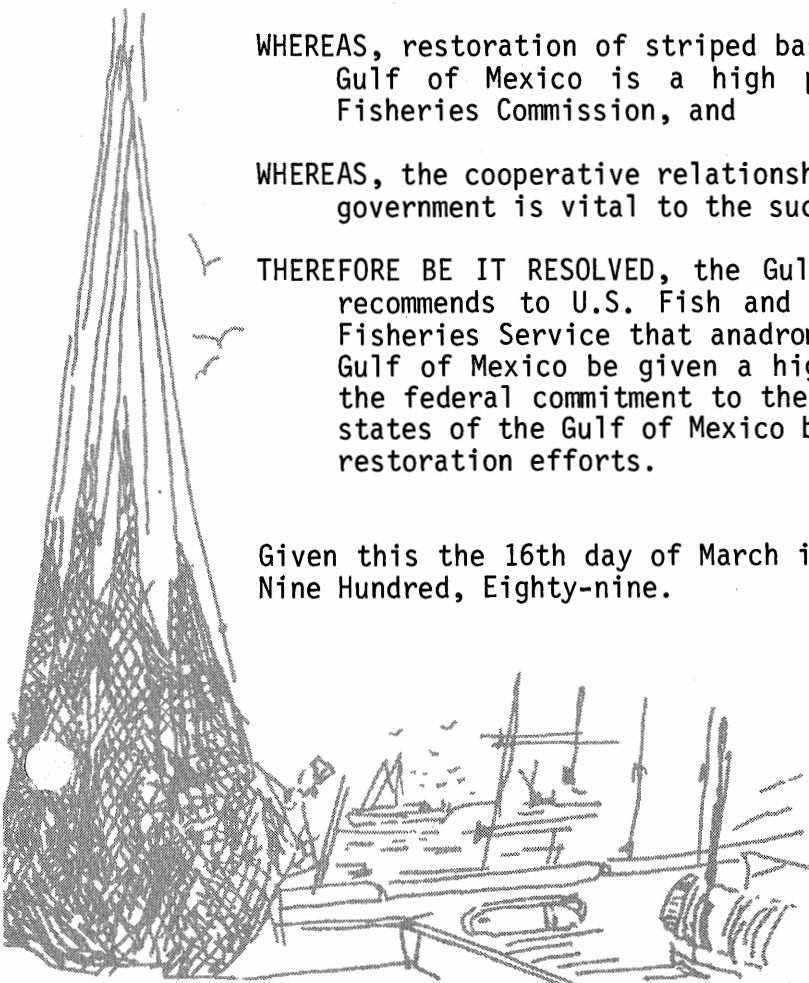 WHEREAS, restoration of striped ba
Gulf of Mexico is a high
Fisheries Commission, and
WHEREAS, the cooperative relationsh
government is vital to the suc
THEREFORE BE IT RESOLVED, the Gul
recommends to U.S. Fish and
Fisheries Service that anadro
Gulf of Mexico be given a hig
the federal commitment to the
states of the Gulf of Mexico b
restoration efforts.
Given this the 16th day of March i
Nine Hundred, Eighty-nine.